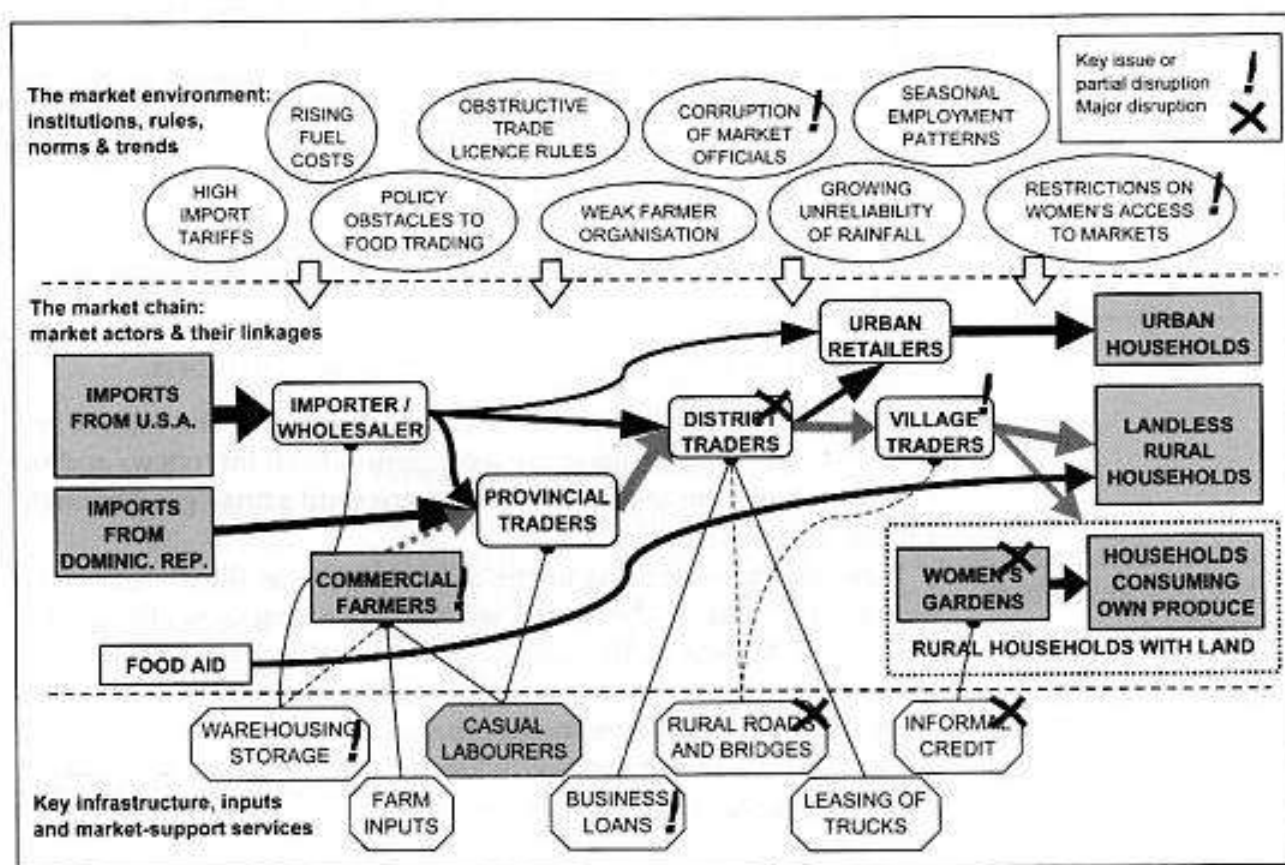 The market environment:
institutions, rules,
norms & trends
RISING
FUEL
COSTS
OBSTRUCTIVE
TRADE
LICENCE RULES
CORRUPTION
OF MARKET
OFFICIALS
!
SEASONAL
EMPLOYMENT
PATTERNS
Key issue or
partial disruption !
Major disruption
HIGH
IMPORT
TARIFFS
POLICY
OBSTACLES TO
FOOD TRADING
WEAK FARMER
ORGANISATION
GROWING
UNRELIABILITY
OF RAINFALL
RESTRICTIONS ON
WOMEN'S ACCESS
TO MARKETS
!
The market chain:
market actors & their linkages
IMPORTS
FROM U.S.A.
IMPORTER /
WHOLESALER
URBAN
RETAILERS
URBAN
HOUSEHOLDS
DISTRICT
TRADERS
VILLAGE
TRADERS
!
LANDLESS
RURAL
HOUSEHOLDS
IMPORTS
FROM
DOMINIC. REP.
PROVINCIAL
TRADERS
COMMERCIAL
FARMERS
!
WOMEN'S
GARDENS
HOUSEHOLDS
CONSUMING
OWN PRODUCE
RURAL HOUSEHOLDS WITH LAND
FOOD AID
WAREHOUSING
STORAGE
!
CASUAL
LABOURERS
RURAL ROADS
AND BRIDGES
INFORMAL
CREDIT
Key infrastructure, inputs
and market-support services
FARM
INPUTS
BUSINESS
LOANS
!
LEASING OF
TRUCKS